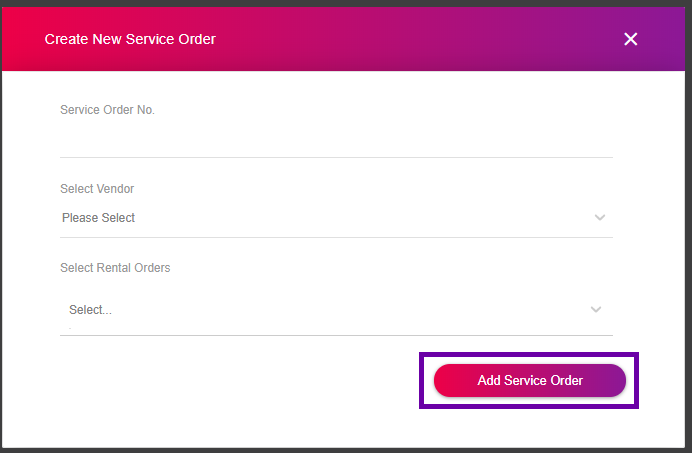 Create New Service Order
Service Order No.
Select Vendor
Please Select
Select Rental Orders
Select...
Add Service Order